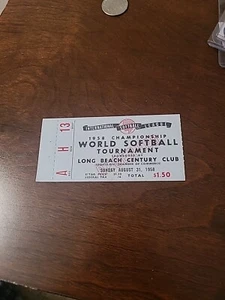 INTERNATIONAL SOFTBALL LEAGUE
1958 CHAMPIONSHIP
WORLD SOFTBALL
TOURNAMENT
LONG BEACH CENTURY CLUB
SUNDAY AUGUST 31, 1958
TOTAL $1.50
A H 13